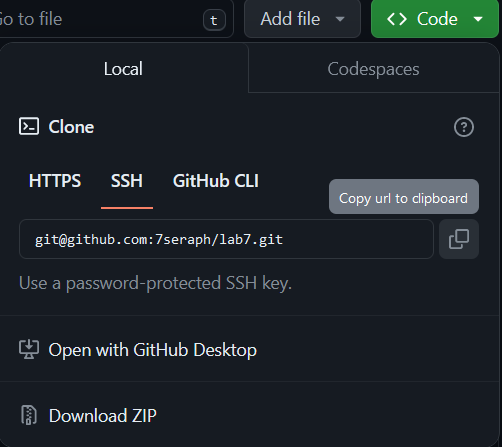 Go to file
t
Add file
Code
Local
Codespaces
Clone
HTTPS
SSH
GitHub CLI
Copy url to clipboard
git@github.com:7seraph/lab7.git
Use a password-protected SSH key.
Open with GitHub Desktop
Download ZIP